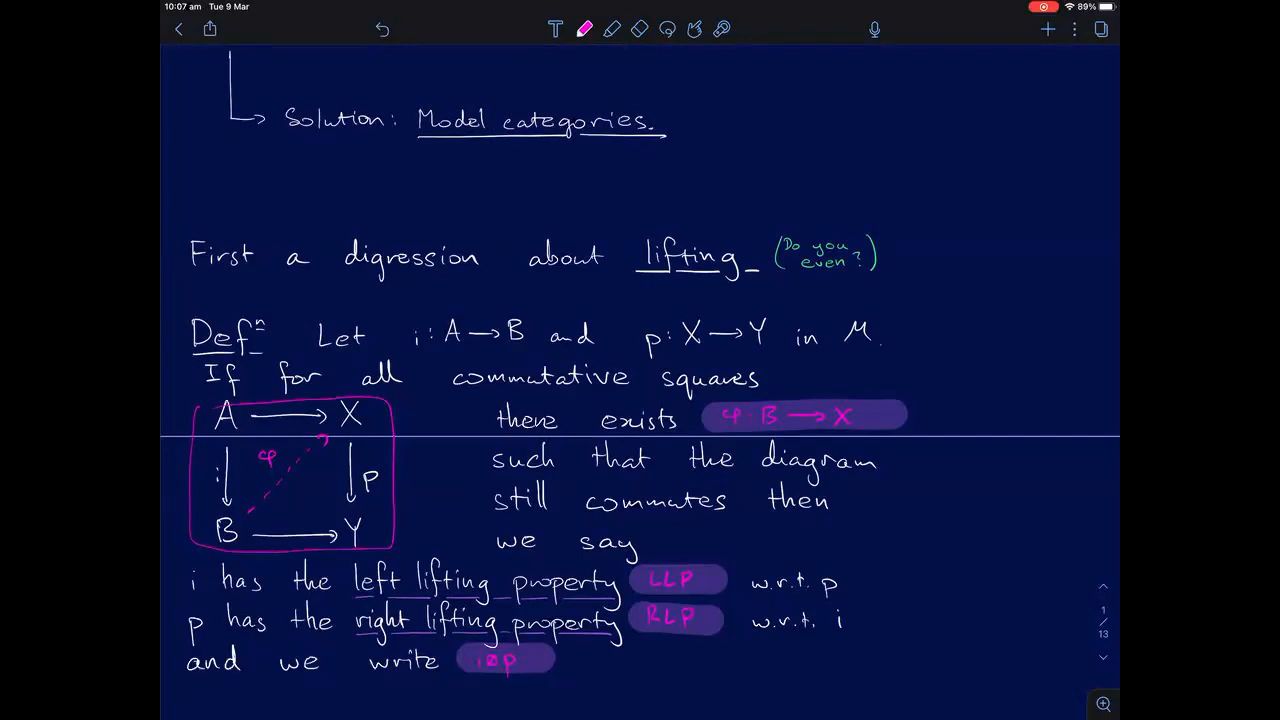 10:07 am Tue 9 Mar
89%
Solution: Model categories.
First a digression about lifting (Do you even?)
Defⁿ Let i: A → B and p: X → Y in M.
If for all commutative squares
A → X there exists φ: B → X
φ
such that the diagram
i p
still commutes then
B → Y
we say
i has the left lifting property LLP w.r.t. p
p has the right lifting property RLP w.r.t. i
and we write i⧄p
1
13